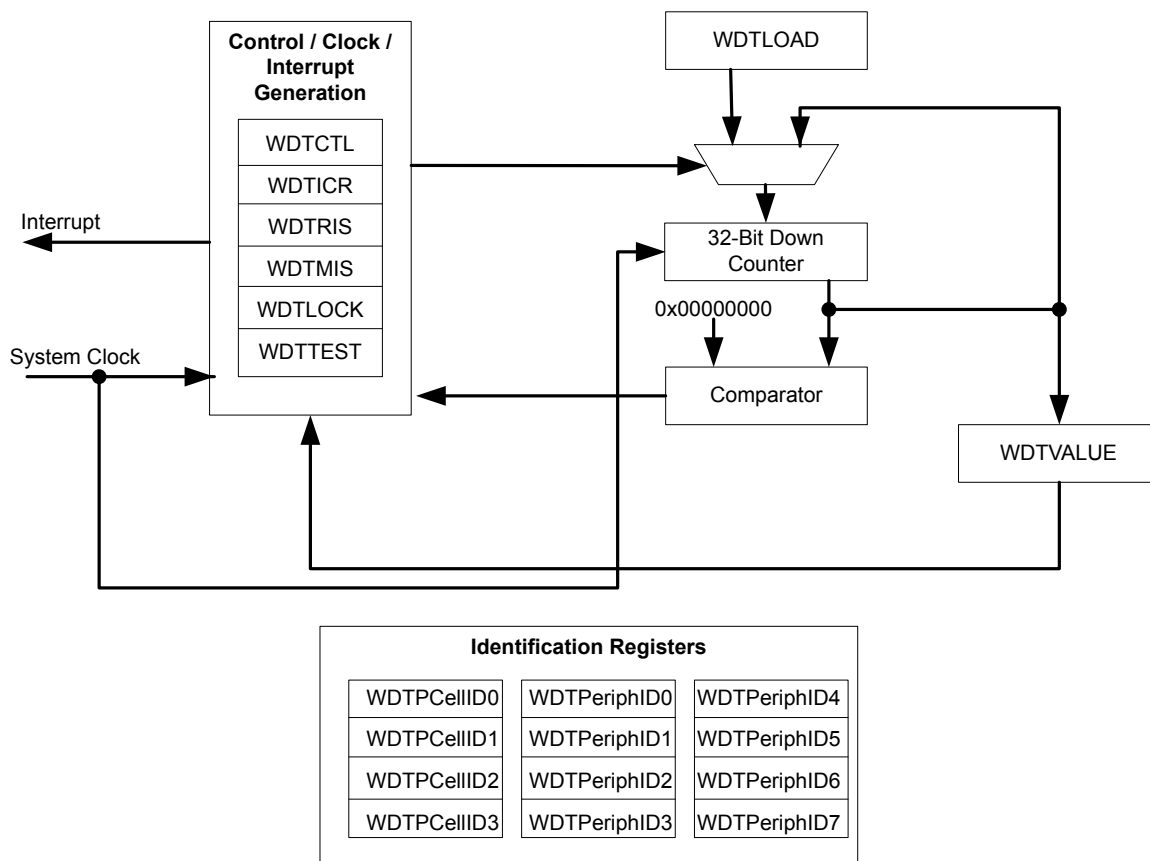 Control / Clock /
Interrupt
Generation
WDTCTL
WDTICR
WDTRIS
WDTMIS
WDTLOCK
WDTTEST
Interrupt
System Clock
WDTLOAD
32-Bit Down
Counter
0x00000000
Comparator
WDTVALUE
Identification Registers
WDTPCellID0
WDTPeriphID0
WDTPeriphID4
WDTPCellID1
WDTPeriphID1
WDTPeriphID5
WDTPCellID2
WDTPeriphID2
WDTPeriphID6
WDTPCellID3
WDTPeriphID3
WDTPeriphID7